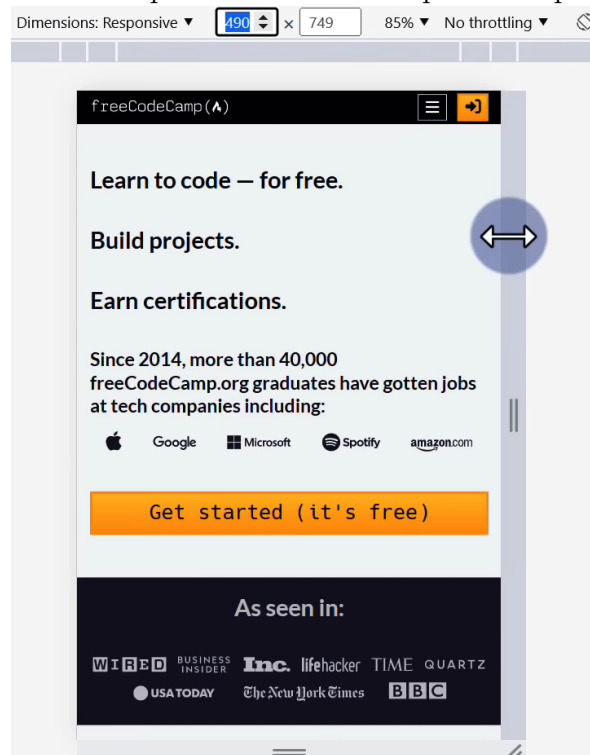 Dimensions: Responsive ▼ 490 × 749 85% ▼ No throttling ▼
freeCodeCamp
Learn to code — for free.
Build projects.
Earn certifications.
Since 2014, more than 40,000
freeCodeCamp.org graduates have gotten jobs
at tech companies including:
Google Microsoft Spotify amazon.com
Get started (it's free)
As seen in:
WIRED BUSINESS INSIDER Inc. lifehacker TIME QUARTZ
USA TODAY The New York Times BBC